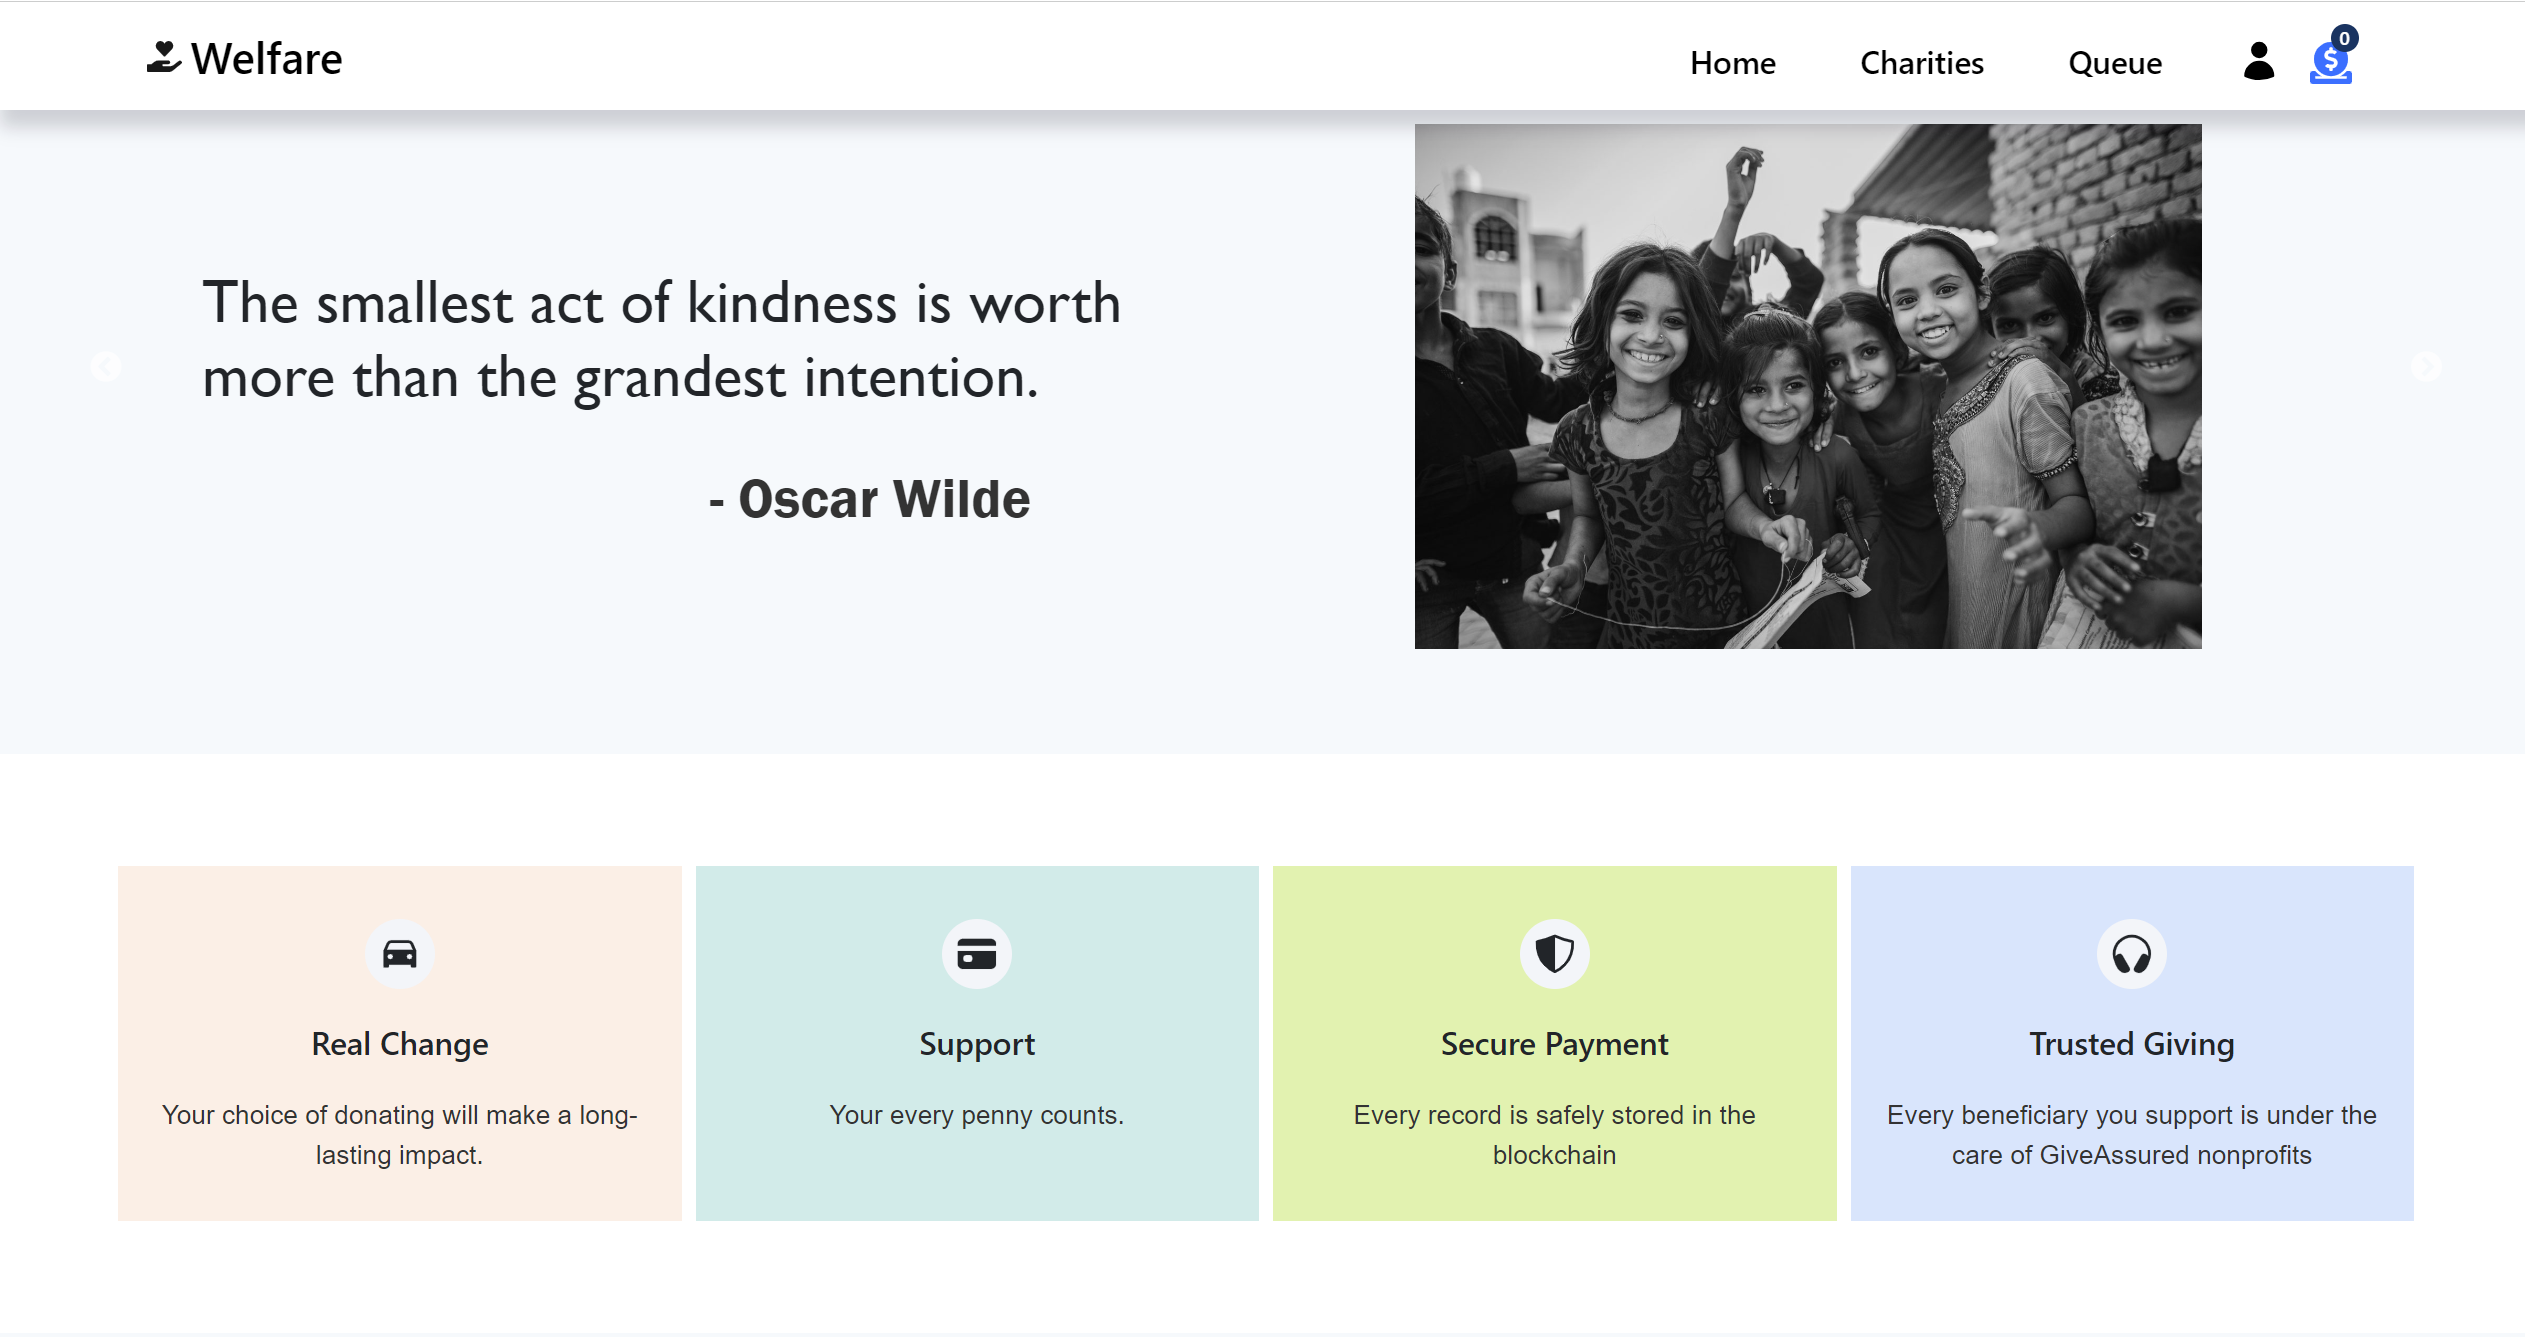 Welfare
Home
Charities
Queue
0
$
The smallest act of kindness is worth
more than the grandest intention.
- Oscar Wilde
Real Change
Your choice of donating will make a long-
lasting impact.
Support
Your every penny counts.
Secure Payment
Every record is safely stored in the
blockchain
Trusted Giving
Every beneficiary you support is under the
care of GiveAssured nonprofits